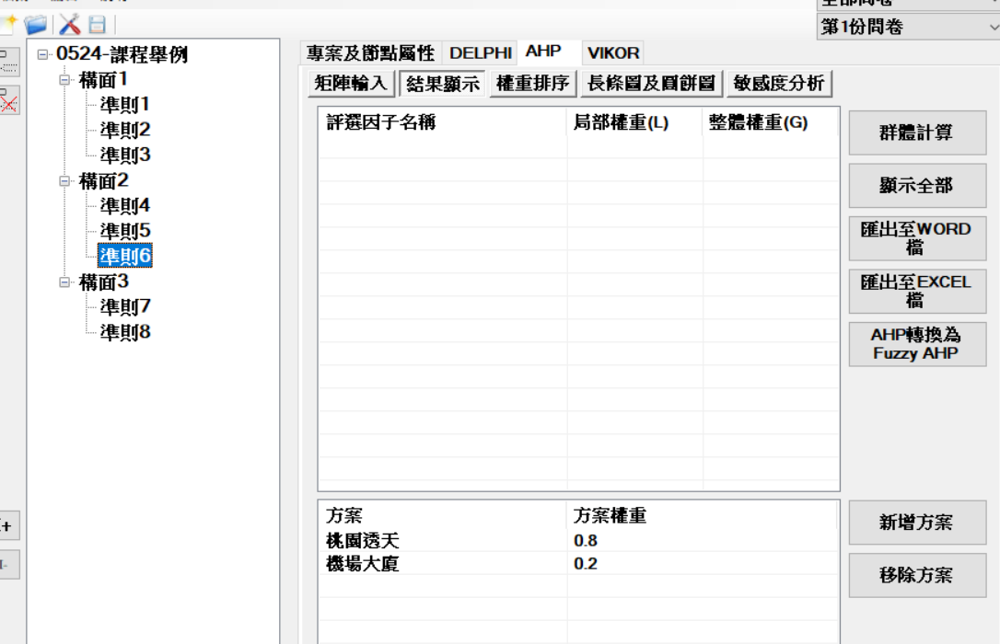 全部問卷
第1份問卷
0524-課程舉例
構面1
準則1
準則2
準則3
構面2
準則4
準則5
準則6
構面3
準則7
準則8
專案及節點屬性 DELPHI AHP VIKOR
矩陣輸入 結果顯示 權重排序 長條圖及圓餅圖 敏感度分析
評選因子名稱 局部權重(L) 整體權重(G)
群體計算
顯示全部
匯出至WORD
檔
匯出至EXCEL
檔
AHP轉換為
Fuzzy AHP
方案 方案權重
桃園透天 0.8
機場大廈 0.2
新增方案
移除方案
+